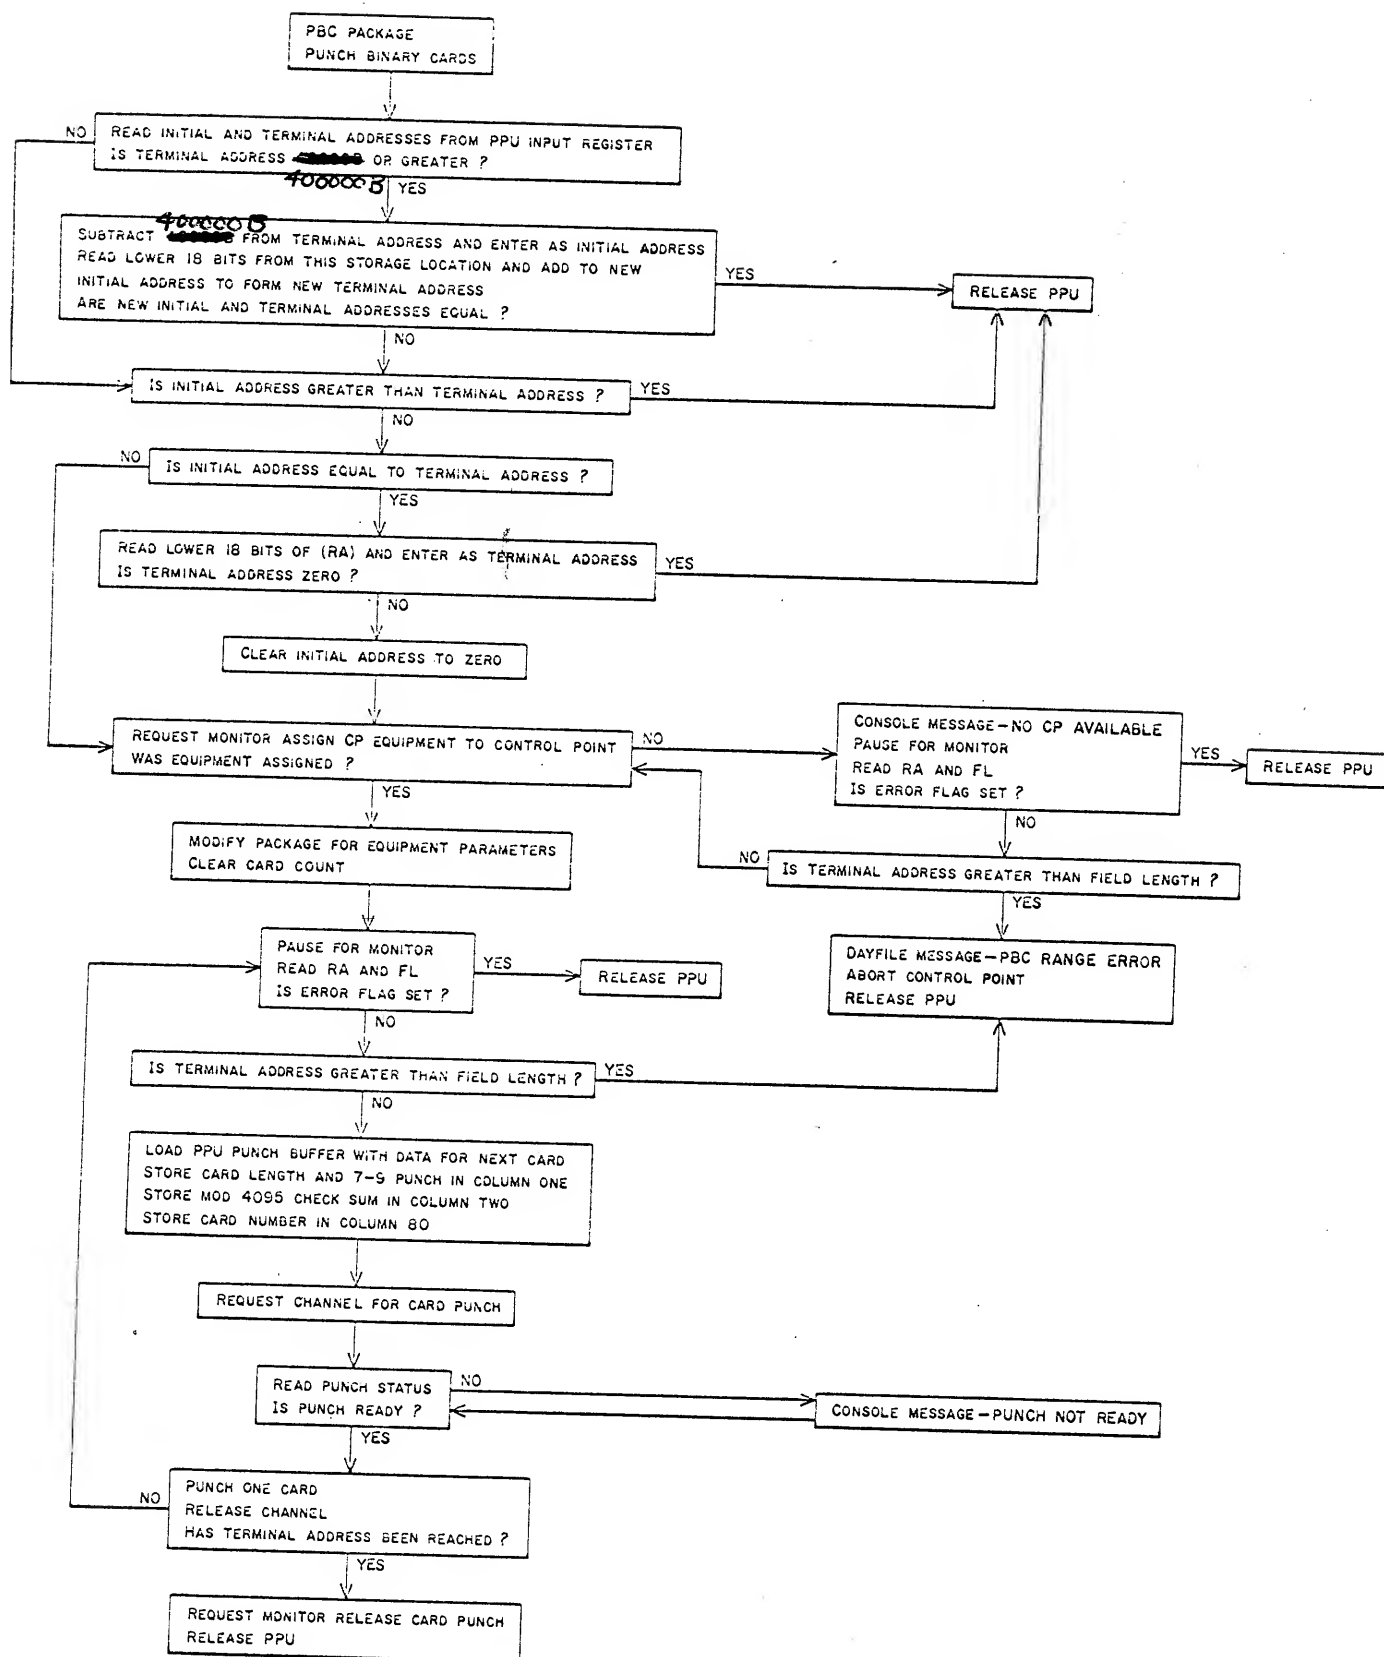 PBC PACKAGE
PUNCH BINARY CARDS
NO
READ INITIAL AND TERMINAL ADDRESSES FROM PPU INPUT REGISTER
IS TERMINAL ADDRESS OR GREATER ?
400000B
YES
400000B
SUBTRACT FROM TERMINAL ADDRESS AND ENTER AS INITIAL ADDRESS
READ LOWER 18 BITS FROM THIS STORAGE LOCATION AND ADD TO NEW
INITIAL ADDRESS TO FORM NEW TERMINAL ADDRESS
ARE NEW INITIAL AND TERMINAL ADDRESSES EQUAL ?
YES
RELEASE PPU
NO
IS INITIAL ADDRESS GREATER THAN TERMINAL ADDRESS ?
YES
NO
NO
IS INITIAL ADDRESS EQUAL TO TERMINAL ADDRESS ?
YES
READ LOWER 18 BITS OF (RA) AND ENTER AS TERMINAL ADDRESS
IS TERMINAL ADDRESS ZERO ?
YES
NO
CLEAR INITIAL ADDRESS TO ZERO
REQUEST MONITOR ASSIGN CP EQUIPMENT TO CONTROL POINT
WAS EQUIPMENT ASSIGNED ?
NO
CONSOLE MESSAGE-NO CP AVAILABLE
PAUSE FOR MONITOR
READ RA AND FL
IS ERROR FLAG SET ?
YES
RELEASE PPU
YES
NO
MODIFY PACKAGE FOR EQUIPMENT PARAMETERS
CLEAR CARD COUNT
NO
IS TERMINAL ADDRESS GREATER THAN FIELD LENGTH ?
YES
PAUSE FOR MONITOR
READ RA AND FL
IS ERROR FLAG SET ?
YES
RELEASE PPU
DAYFILE MESSAGE-PBC RANGE ERROR
ABORT CONTROL POINT
RELEASE PPU
NO
IS TERMINAL ADDRESS GREATER THAN FIELD LENGTH ?
YES
NO
LOAD PPU PUNCH BUFFER WITH DATA FOR NEXT CARD
STORE CARD LENGTH AND 7-9 PUNCH IN COLUMN ONE
STORE MOD 4095 CHECK SUM IN COLUMN TWO
STORE CARD NUMBER IN COLUMN 80
REQUEST CHANNEL FOR CARD PUNCH
READ PUNCH STATUS
IS PUNCH READY ?
NO
CONSOLE MESSAGE-PUNCH NOT READY
YES
NO
PUNCH ONE CARD
RELEASE CHANNEL
HAS TERMINAL ADDRESS BEEN REACHED ?
YES
REQUEST MONITOR RELEASE CARD PUNCH
RELEASE PPU